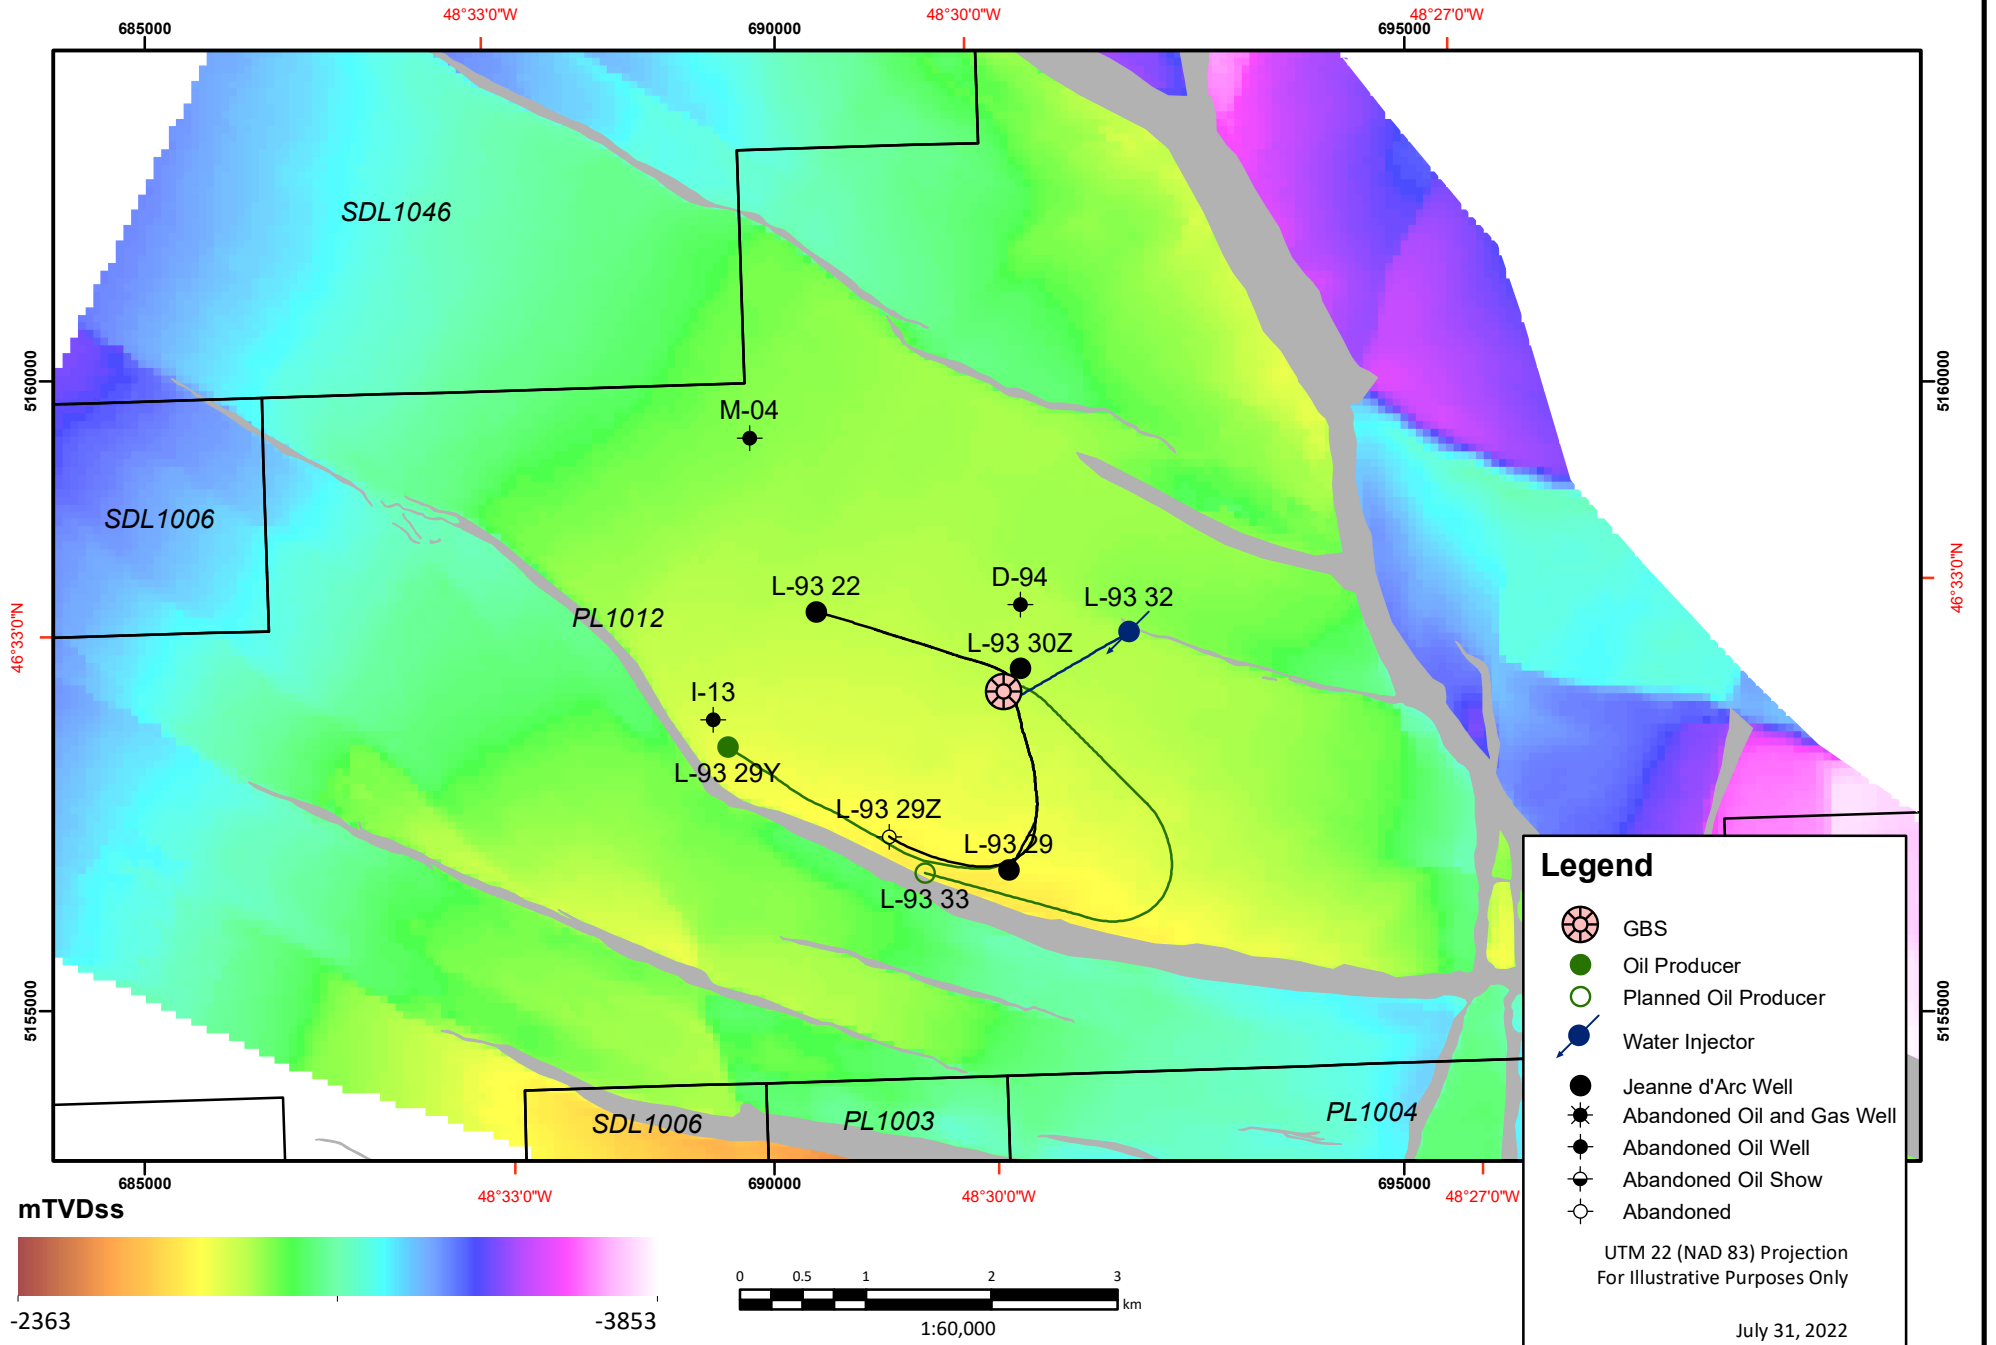 48°33'0"W
48°30'0"W
48°27'0"W
685000
690000
695000
SDL1046
5160000
5160000
M-04
SDL1006
46°33'0"N
46°33'0"N
PL1012
L-93 22
D-94
L-93 32
L-93 30Z
I-13
L-93 29Y
L-93 29Z
L-93 29
L-93 33
5155000
5155000
SDL1006
PL1003
PL1004
685000
690000
695000
48°33'0"W
48°30'0"W
48°27'0"W
Legend
GBS
Oil Producer
Planned Oil Producer
Water Injector
Jeanne d'Arc Well
Abandoned Oil and Gas Well
Abandoned Oil Well
Abandoned Oil Show
Abandoned
UTM 22 (NAD 83) Projection
For Illustrative Purposes Only
July 31, 2022
mTVDss
-2363
-3853
0 0.5 1 2 3
km
1:60,000